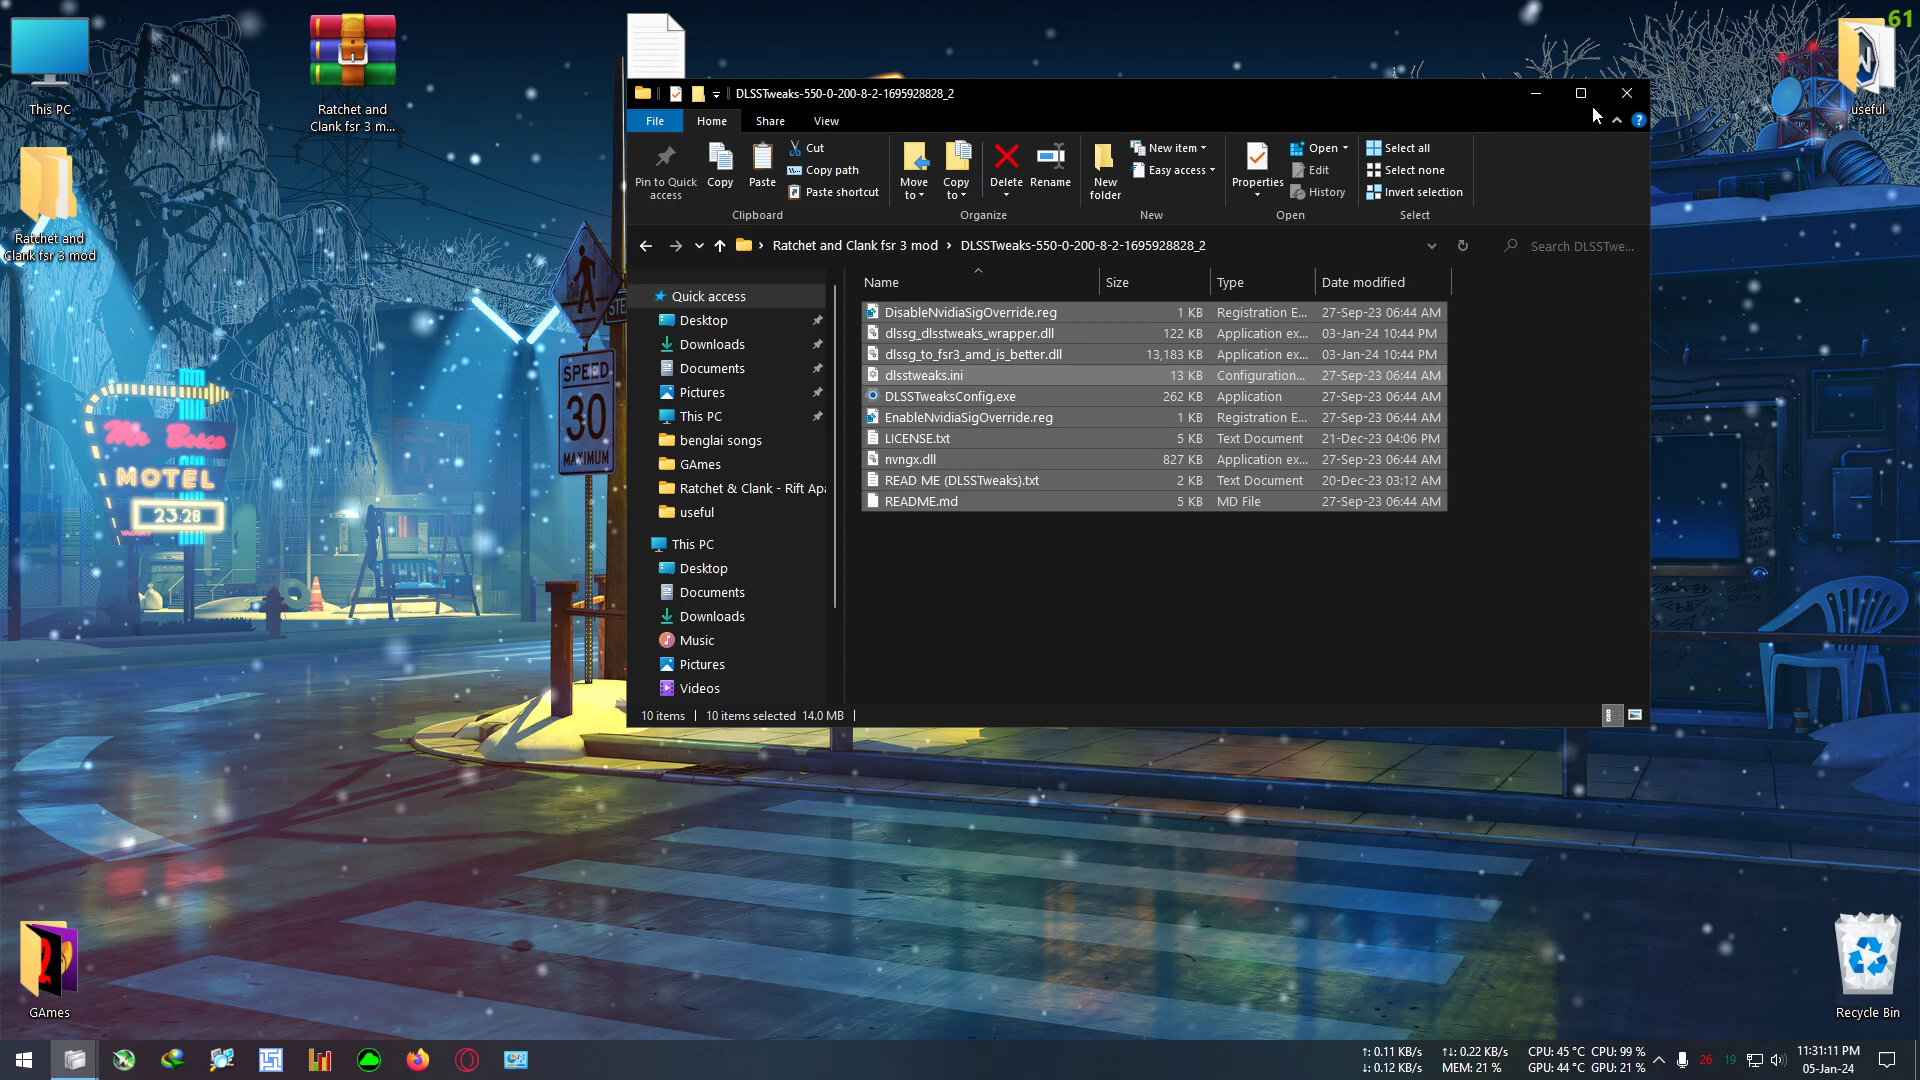 This PC
Ratchet and
Clank fsr 3 m...
Ratchet and
Clank fsr 3 mod
GAmes
61
useful
Recycle Bin
DLSSTweaks-550-0-200-8-2-1695928828_2
File
Home
Share
View
Pin to Quick
access
Copy
Paste
Cut
Copy path
Paste shortcut
Clipboard
Move
to
Copy
to
Delete
Rename
Organize
New
folder
New item
Easy access
New
Properties
Open
Edit
History
Open
Select all
Select none
Invert selection
Select
Ratchet and Clank fsr 3 mod
DLSSTweaks-550-0-200-8-2-1695928828_2
Search DLSSTwe...
Quick access
Desktop
Downloads
Documents
Pictures
This PC
benglai songs
GAmes
Ratchet & Clank - Rift Apa
useful
This PC
Desktop
Documents
Downloads
Music
Pictures
Videos
Name Size Type Date modified
DisableNvidiaSigOverride.reg 1 KB Registration E... 27-Sep-23 06:44 AM
dlssg_dlsstweaks_wrapper.dll 122 KB Application ex... 03-Jan-24 10:44 PM
dlssg_to_fsr3_amd_is_better.dll 13,183 KB Application ex... 03-Jan-24 10:44 PM
dlsstweaks.ini 13 KB Configuration... 27-Sep-23 06:44 AM
DLSSTweaksConfig.exe 262 KB Application 27-Sep-23 06:44 AM
EnableNvidiaSigOverride.reg 1 KB Registration E... 27-Sep-23 06:44 AM
LICENSE.txt 5 KB Text Document 21-Dec-23 04:06 PM
nvngx.dll 827 KB Application ex... 27-Sep-23 06:44 AM
READ ME (DLSSTweaks).txt 2 KB Text Document 20-Dec-23 03:12 AM
README.md 5 KB MD File 27-Sep-23 06:44 AM
10 items
10 items selected 14.0 MB
SPEED
30
MAXIMUM
STE
Mr Bosco
MOTEL
23:28
VACANCY
↑: 0.11 KB/s
↓: 0.12 KB/s
↑↓: 0.22 KB/s
MEM: 21 %
CPU: 45 °C CPU: 99 %
GPU: 44 °C GPU: 21 %
26
19
11:31:11 PM
05-Jan-24